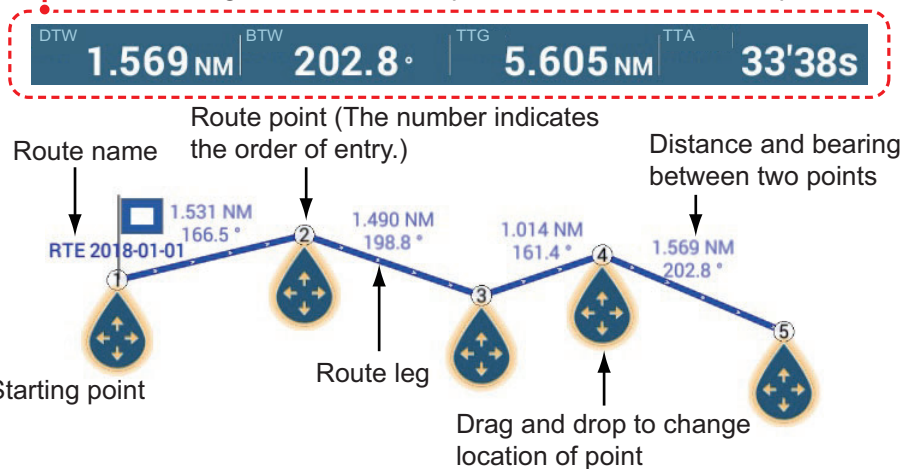 DTW BTW TTG TTA
1.569 NM 202.8° 5.605 NM 33'38s
Route point (The number indicates
the order of entry.)
Route name
Distance and bearing
between two points
1.531 NM
166.5 °
1.490 NM
198.8 °
1.014 NM
161.4 °
1.569 NM
202.8 °
RTE 2018-01-01
1
2
3
4
5
Starting point
Route leg
Drag and drop to change
location of point